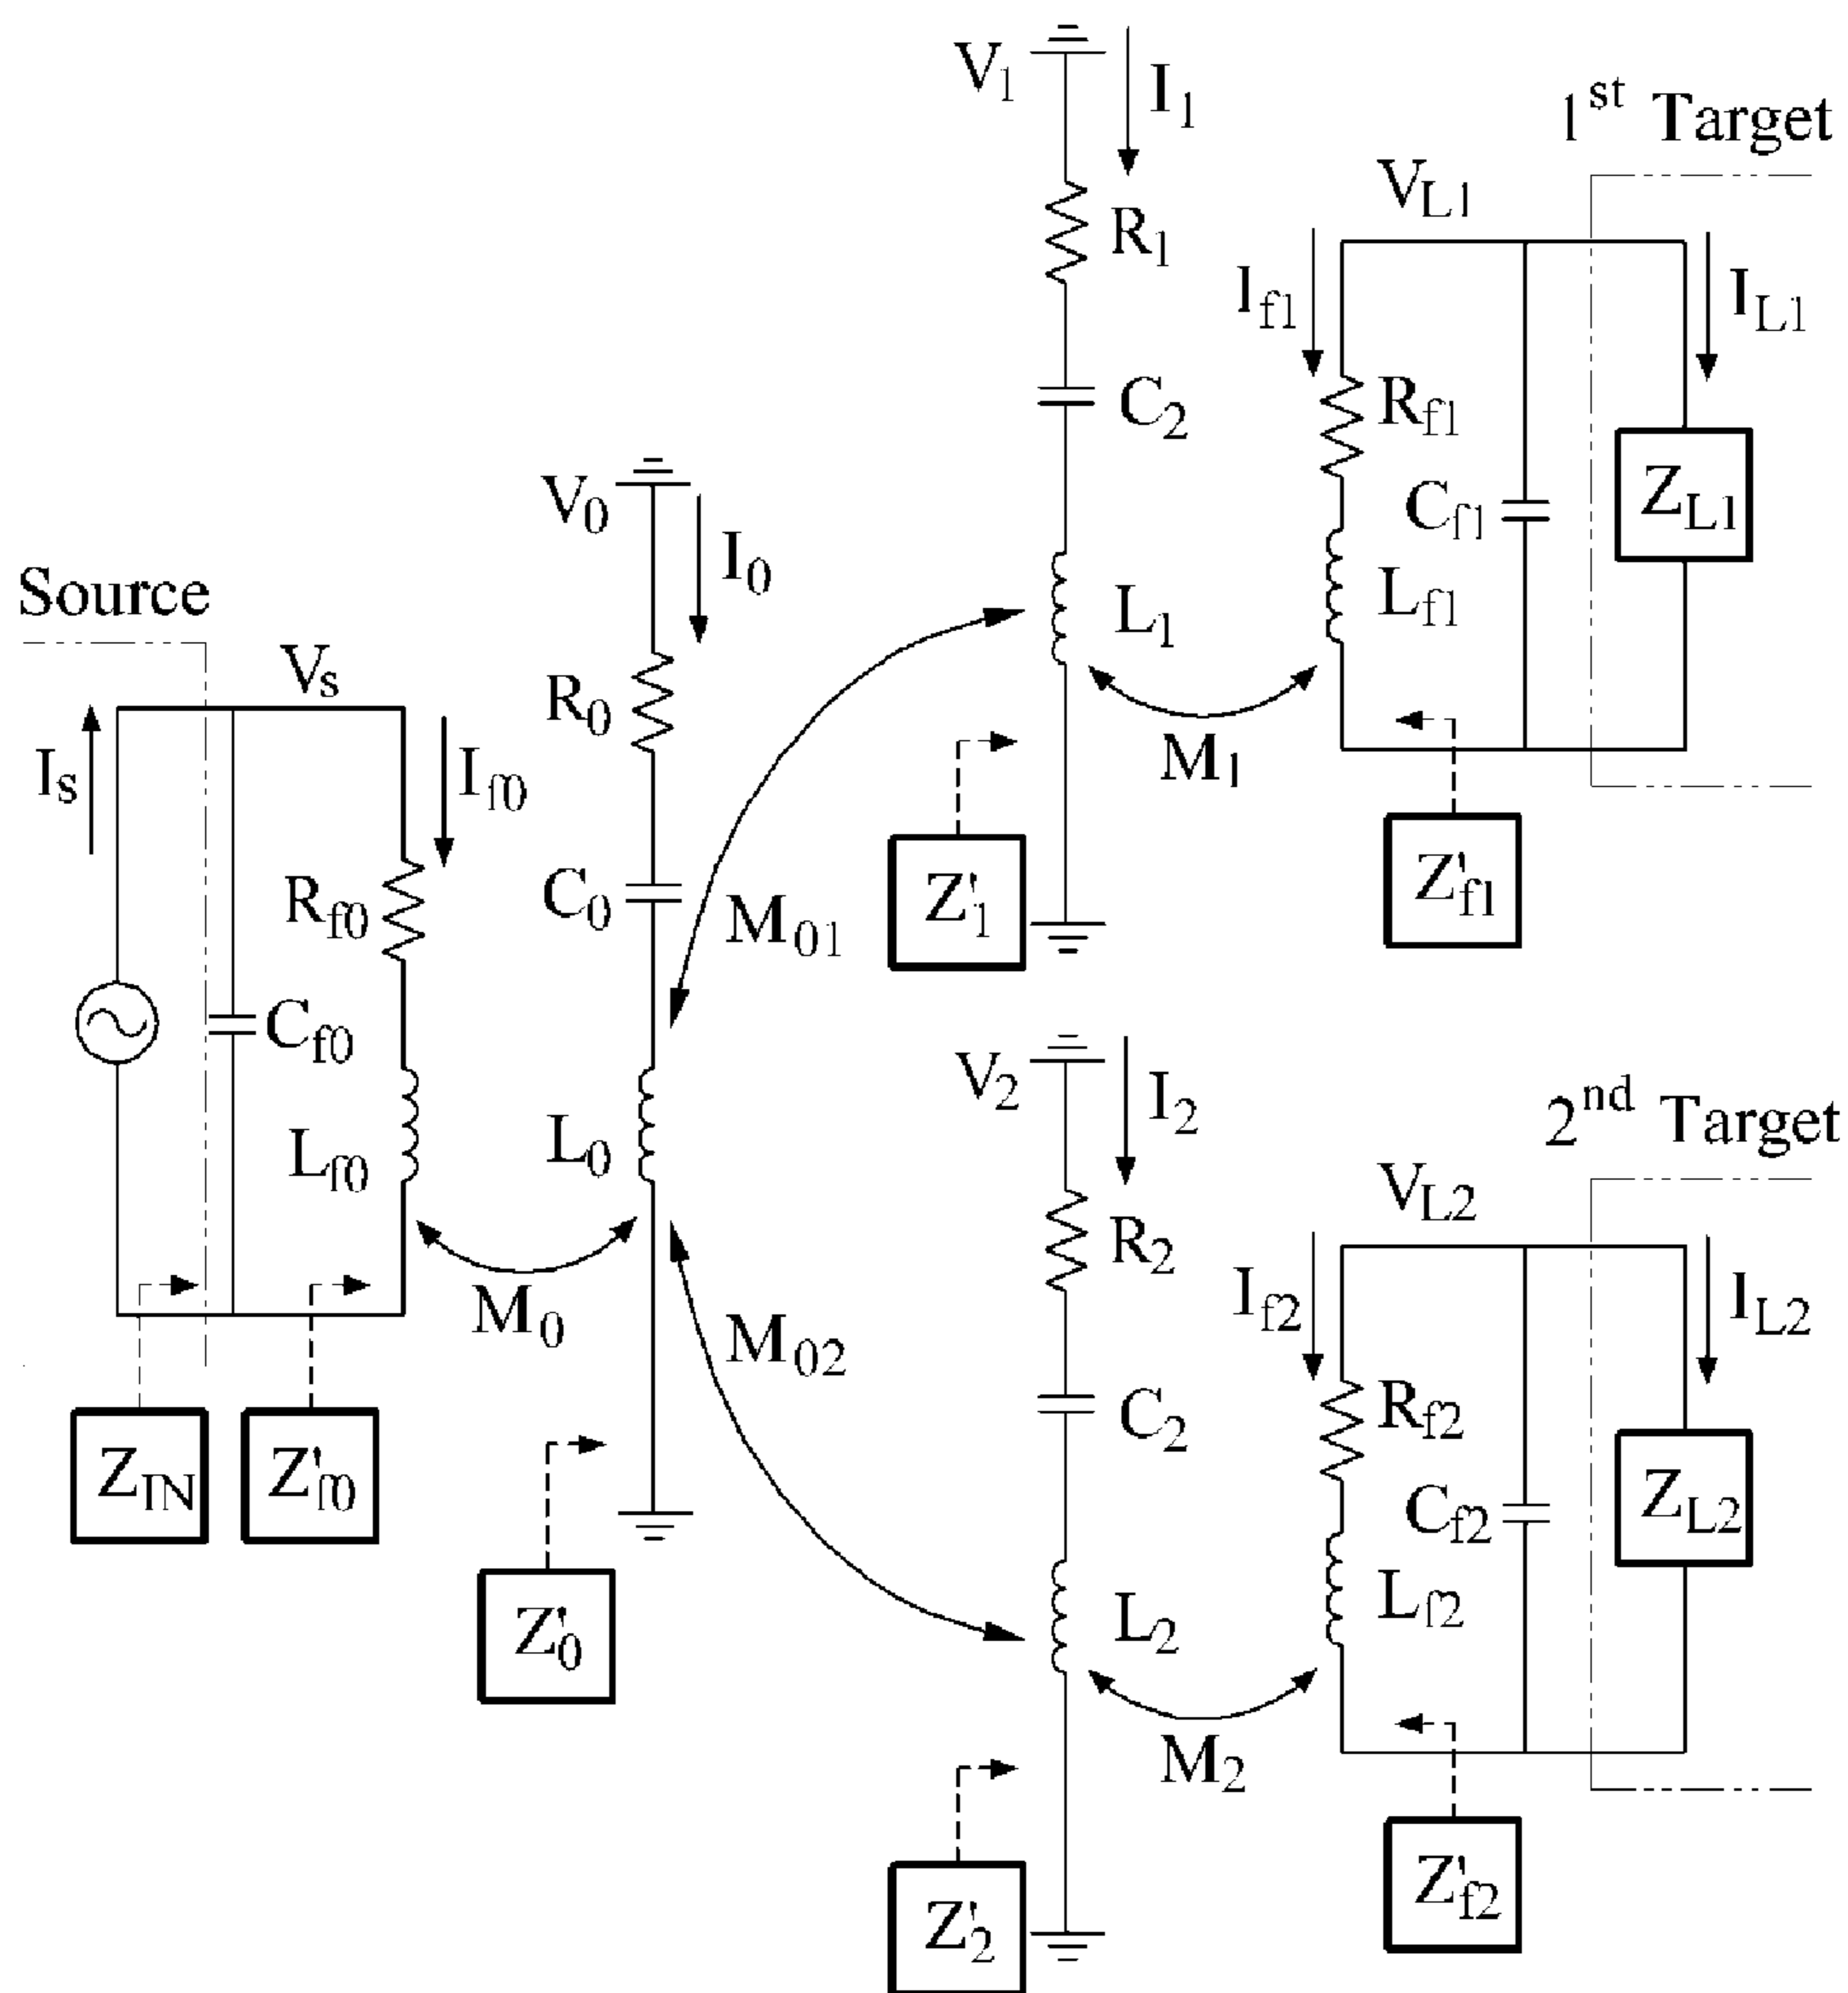 Source
Is
Vs
If0
Rf0
Cf0
Lf0
ZIN
Z'f0
M0
V0
I0
R0
C0
L0
Z'0
M01
M02
V1
I1
R1
C2
L1
Z'1
M1
1st Target
VL1
If1
IL1
Rf1
Cf1
Lf1
ZL1
Z'f1
V2
I2
R2
C2
L2
Z'2
M2
2nd Target
VL2
If2
IL2
Rf2
Cf2
Lf2
ZL2
Z'f2